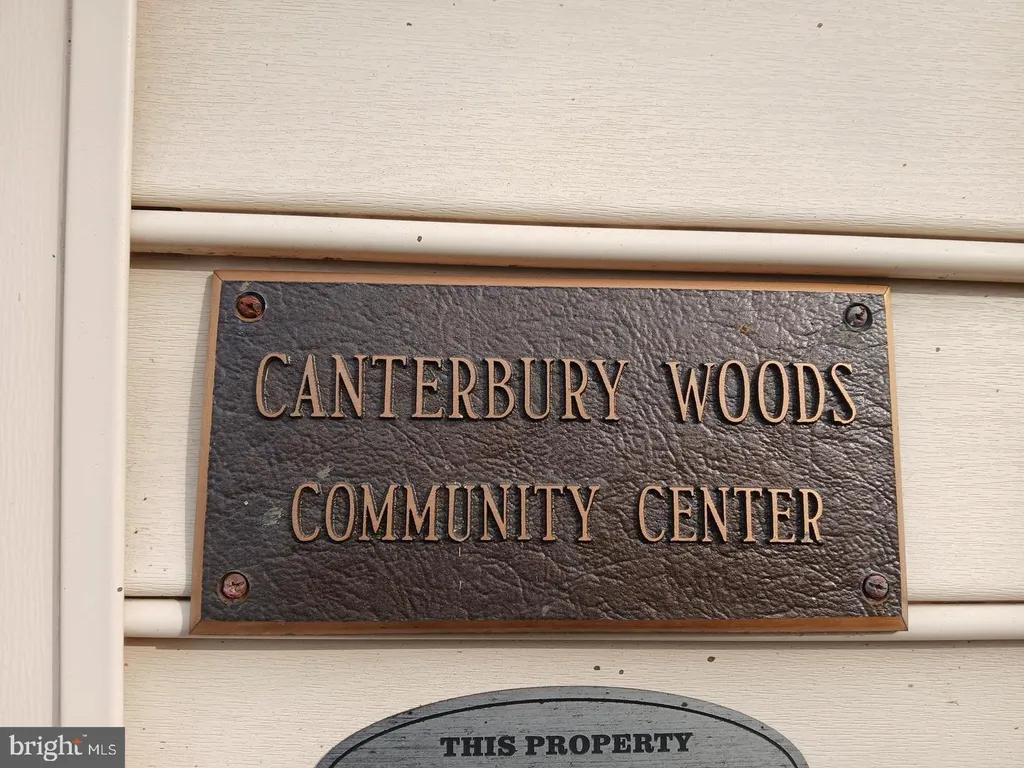 CANTERBURY WOODS
COMMUNITY CENTER
THIS PROPERTY
bright MLS